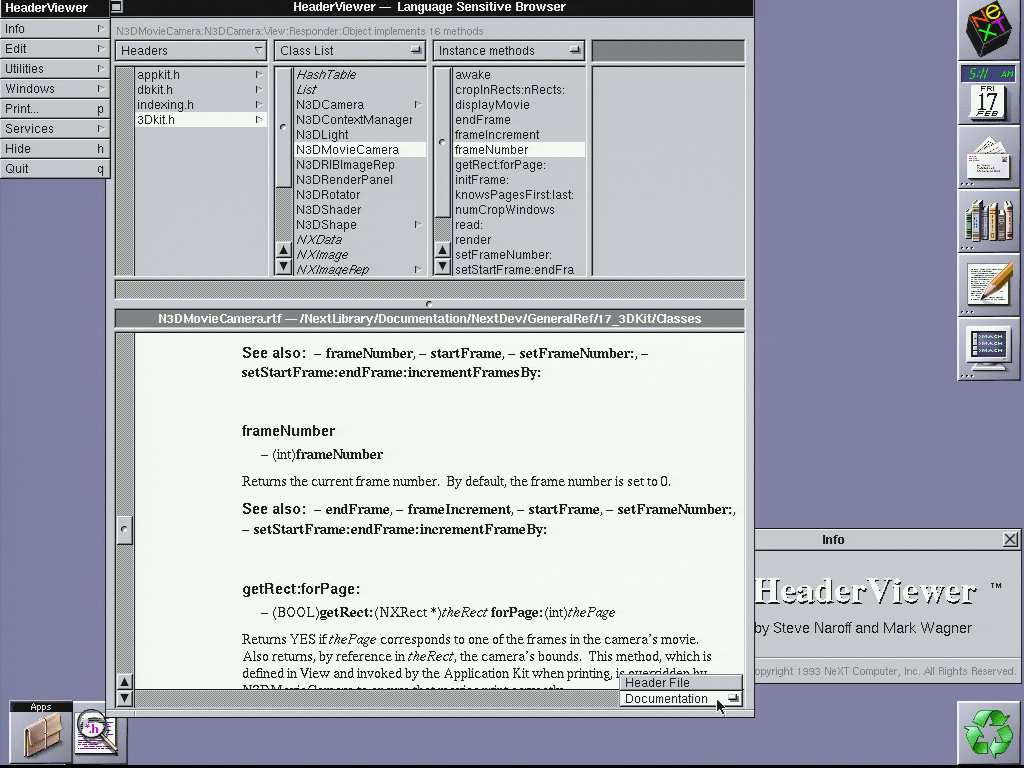 HeaderViewer
Info
Edit
Utilities
Windows
Print... p
Services
Hide h
Quit q
HeaderViewer — Language Sensitive Browser
N3DMovieCamera:N3DCamera:View:Responder:Object implements 16 methods
Headers
appkit.h
dbkit.h
indexing.h
3Dkit.h
Class List
HashTable
List
N3DCamera
N3DContextManager
N3DLight
N3DMovieCamera
N3DRIBImageRep
N3DRenderPanel
N3DRotator
N3DShader
N3DShape
NXData
NXImage
NXImageRep
Instance methods
awake
cropInRects:nRects:
displayMovie
endFrame
frameIncrement
frameNumber
getRect:forPage:
initFrame:
knowsPagesFirst:last:
numCropWindows
read:
render
setFrameNumber:
setStartFrame:endFra
N3DMovieCamera.rtf — /NextLibrary/Documentation/NextDev/GeneralRef/17_3DKit/Classes
See also: – frameNumber, – startFrame, – setFrameNumber:, –
setStartFrame:endFrame:incrementFramesBy:
frameNumber
– (int)frameNumber
Returns the current frame number. By default, the frame number is set to 0.
See also: – endFrame, – frameIncrement, – startFrame, – setFrameNumber:,
– setStartFrame:endFrame:incrementFrameBy:
getRect:forPage:
– (BOOL)getRect:(NXRect *)theRect forPage:(int)thePage
Returns YES if thePage corresponds to one of the frames in the camera's movie.
Also returns, by reference in theRect, the camera's bounds. This method, which is
defined in View and invoked by the Application Kit when printing, is overridden by
Header File
Documentation
NeXT
5:11 AM
FRI
17
FEB
MACH
MACH
MACH
Info
HeaderViewer ™
by Steve Naroff and Mark Wagner
opyright 1993 NeXT Computer, Inc. All Rights Reserved.
Apps
*.h